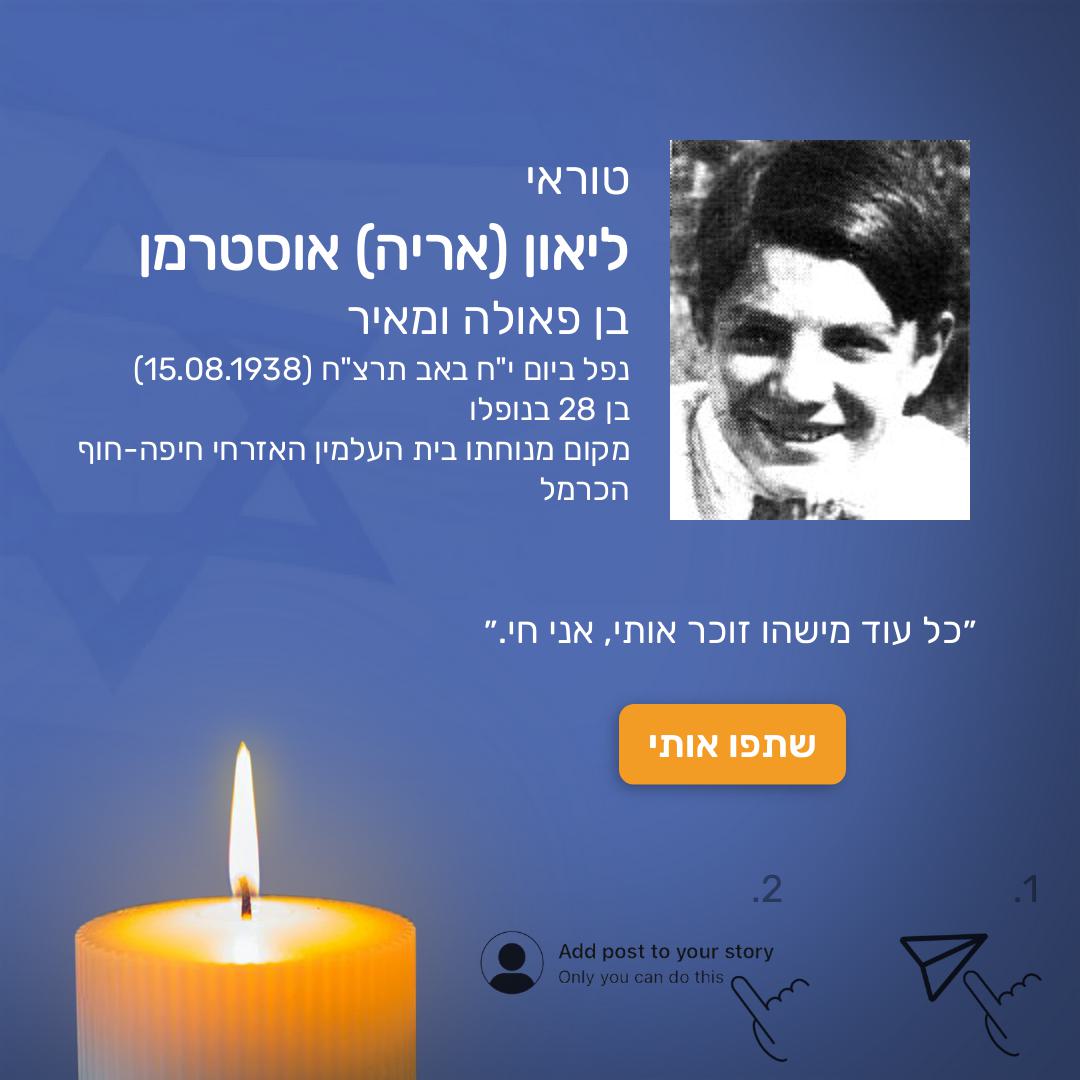 טוראי
ליאון (אריה) אוסטרמן
בן פאולה ומאיר
נפל ביום י"ח באב תרצ"ח (15.08.1938)
בן 28 בנופלו
מקום מנוחתו בית העלמין האזרחי חיפה-חוף
הכרמל
״כל עוד מישהו זוכר אותי, אני חי.״
שתפו אותי
.1
.2
Add post to your story
Only you can do this